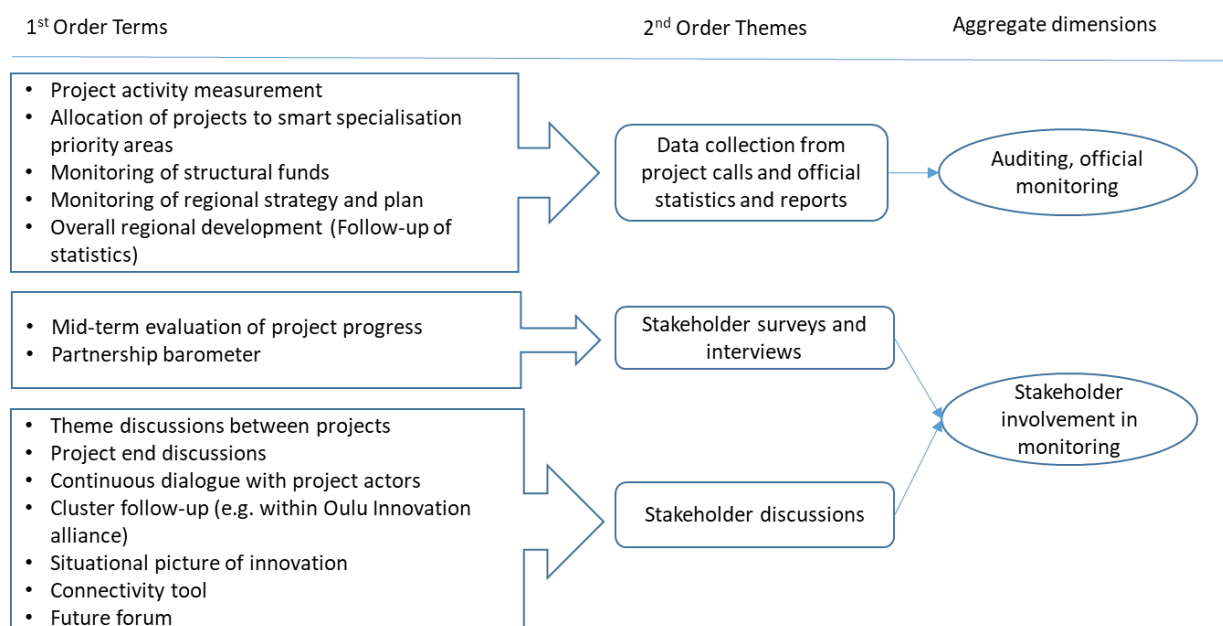 1st Order Terms
2nd Order Themes
Aggregate dimensions
• Project activity measurement
• Allocation of projects to smart specialisation
priority areas
• Monitoring of structural funds
• Monitoring of regional strategy and plan
• Overall regional development (Follow-up of
statistics)
Data collection from
project calls and official
statistics and reports
Auditing, official
monitoring
• Mid-term evaluation of project progress
• Partnership barometer
Stakeholder surveys and
interviews
• Theme discussions between projects
• Project end discussions
• Continuous dialogue with project actors
• Cluster follow-up (e.g. within Oulu Innovation
alliance)
• Situational picture of innovation
• Connectivity tool
• Future forum
Stakeholder discussions
Stakeholder
involvement in
monitoring